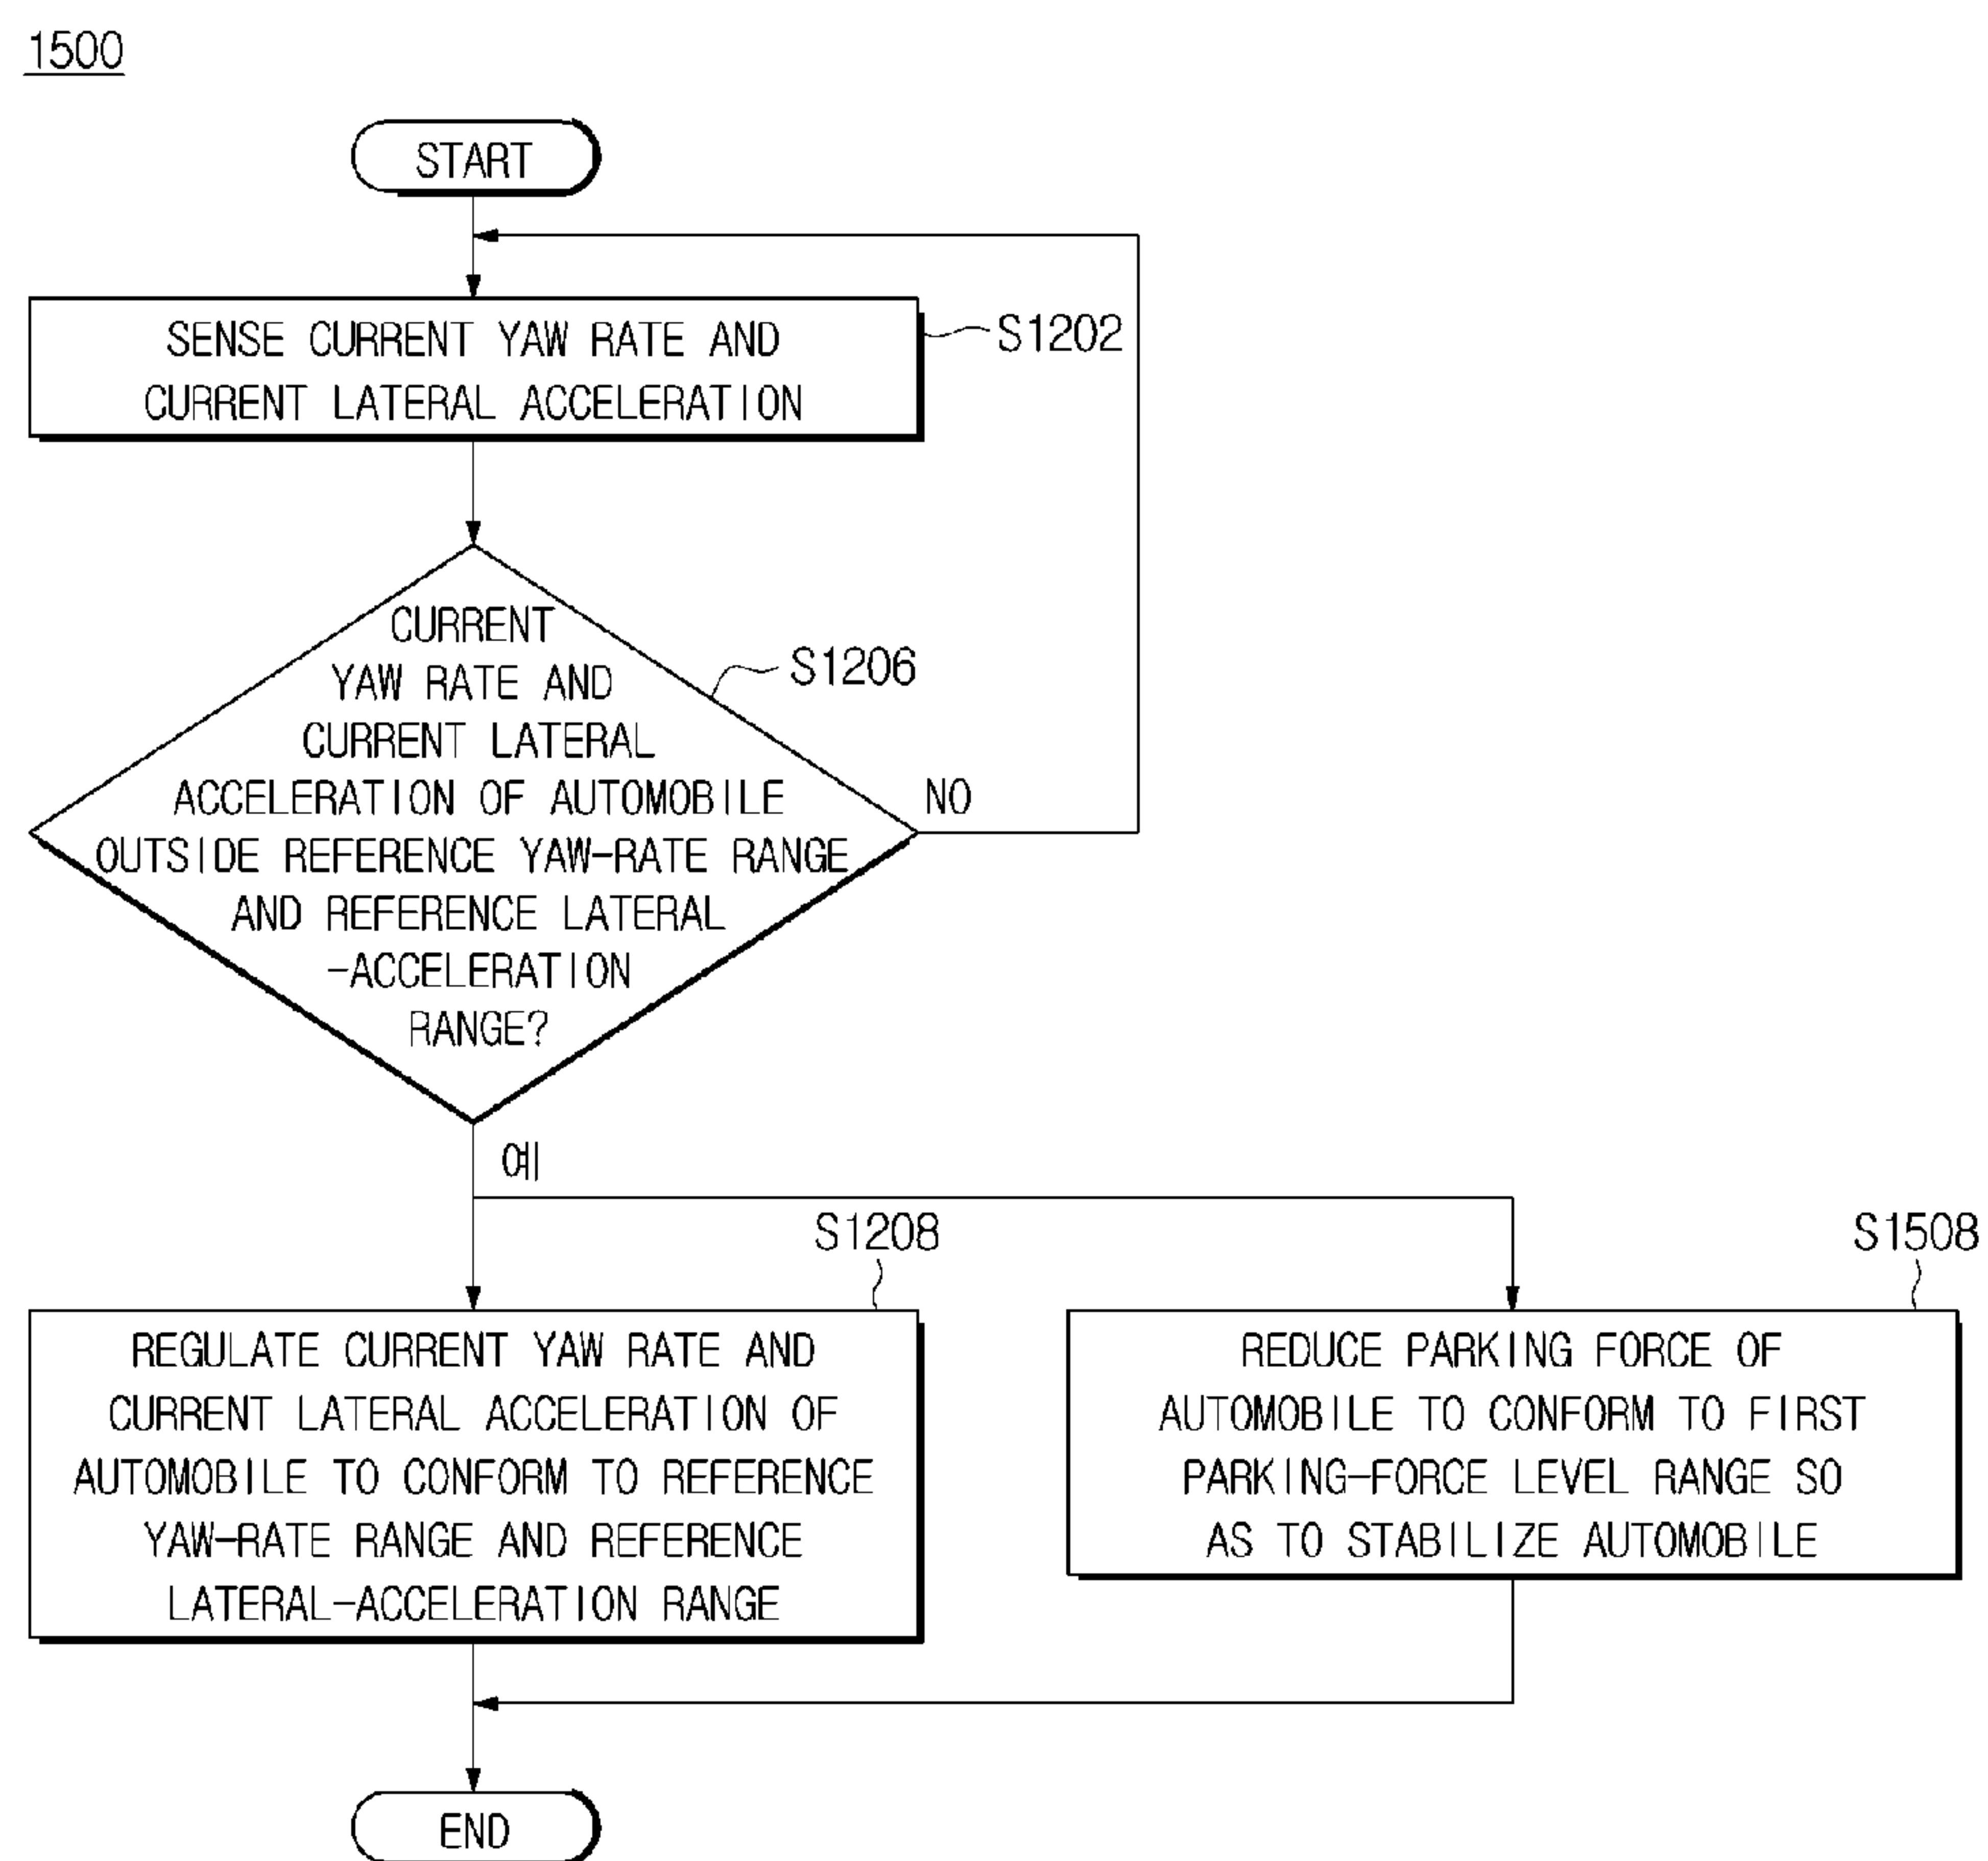 1500
START
SENSE CURRENT YAW RATE AND
CURRENT LATERAL ACCELERATION
S1202
CURRENT
YAW RATE AND
CURRENT LATERAL
ACCELERATION OF AUTOMOBILE
OUTSIDE REFERENCE YAW-RATE RANGE
AND REFERENCE LATERAL
-ACCELERATION
RANGE?
S1206
NO
예
S1208
REGULATE CURRENT YAW RATE AND
CURRENT LATERAL ACCELERATION OF
AUTOMOBILE TO CONFORM TO REFERENCE
YAW-RATE RANGE AND REFERENCE
LATERAL-ACCELERATION RANGE
S1508
REDUCE PARKING FORCE OF
AUTOMOBILE TO CONFORM TO FIRST
PARKING-FORCE LEVEL RANGE SO
AS TO STABILIZE AUTOMOBILE
END